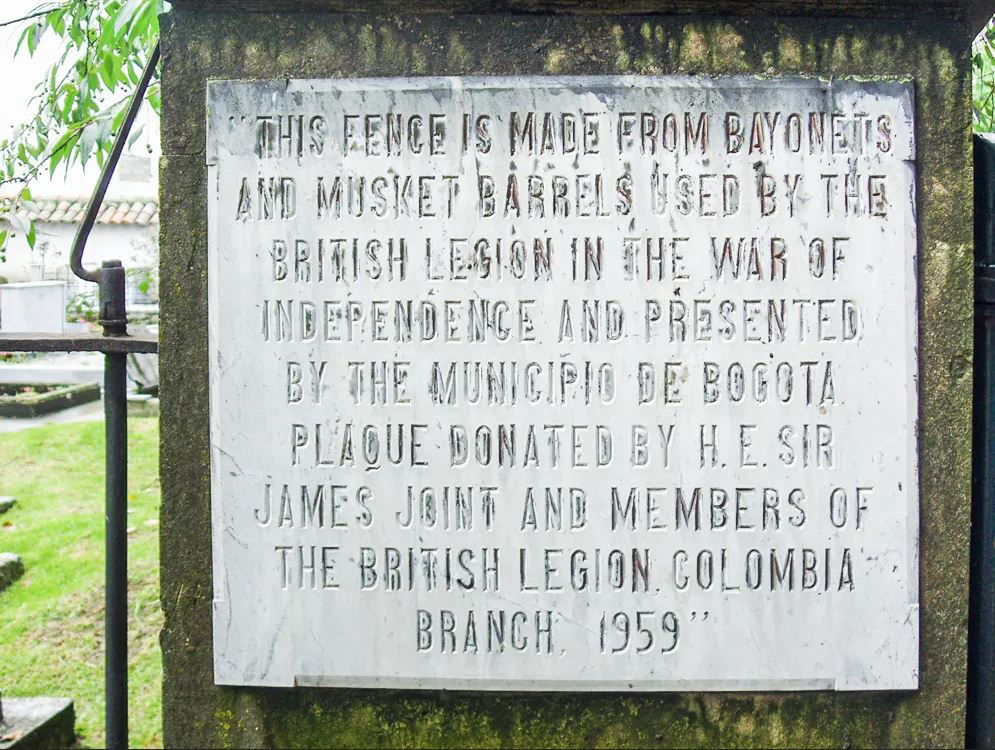 "THIS FENCE IS MADE FROM BAYONETS
AND MUSKET BARRELS USED BY THE
BRITISH LEGION IN THE WAR OF
INDEPENDENCE AND PRESENTED
BY THE MUNICIPIO DE BOGOTA.
PLAQUE DONATED BY H.E. SIR
JAMES JOINT AND MEMBERS OF
THE BRITISH LEGION, COLOMBIA
BRANCH, 1959"